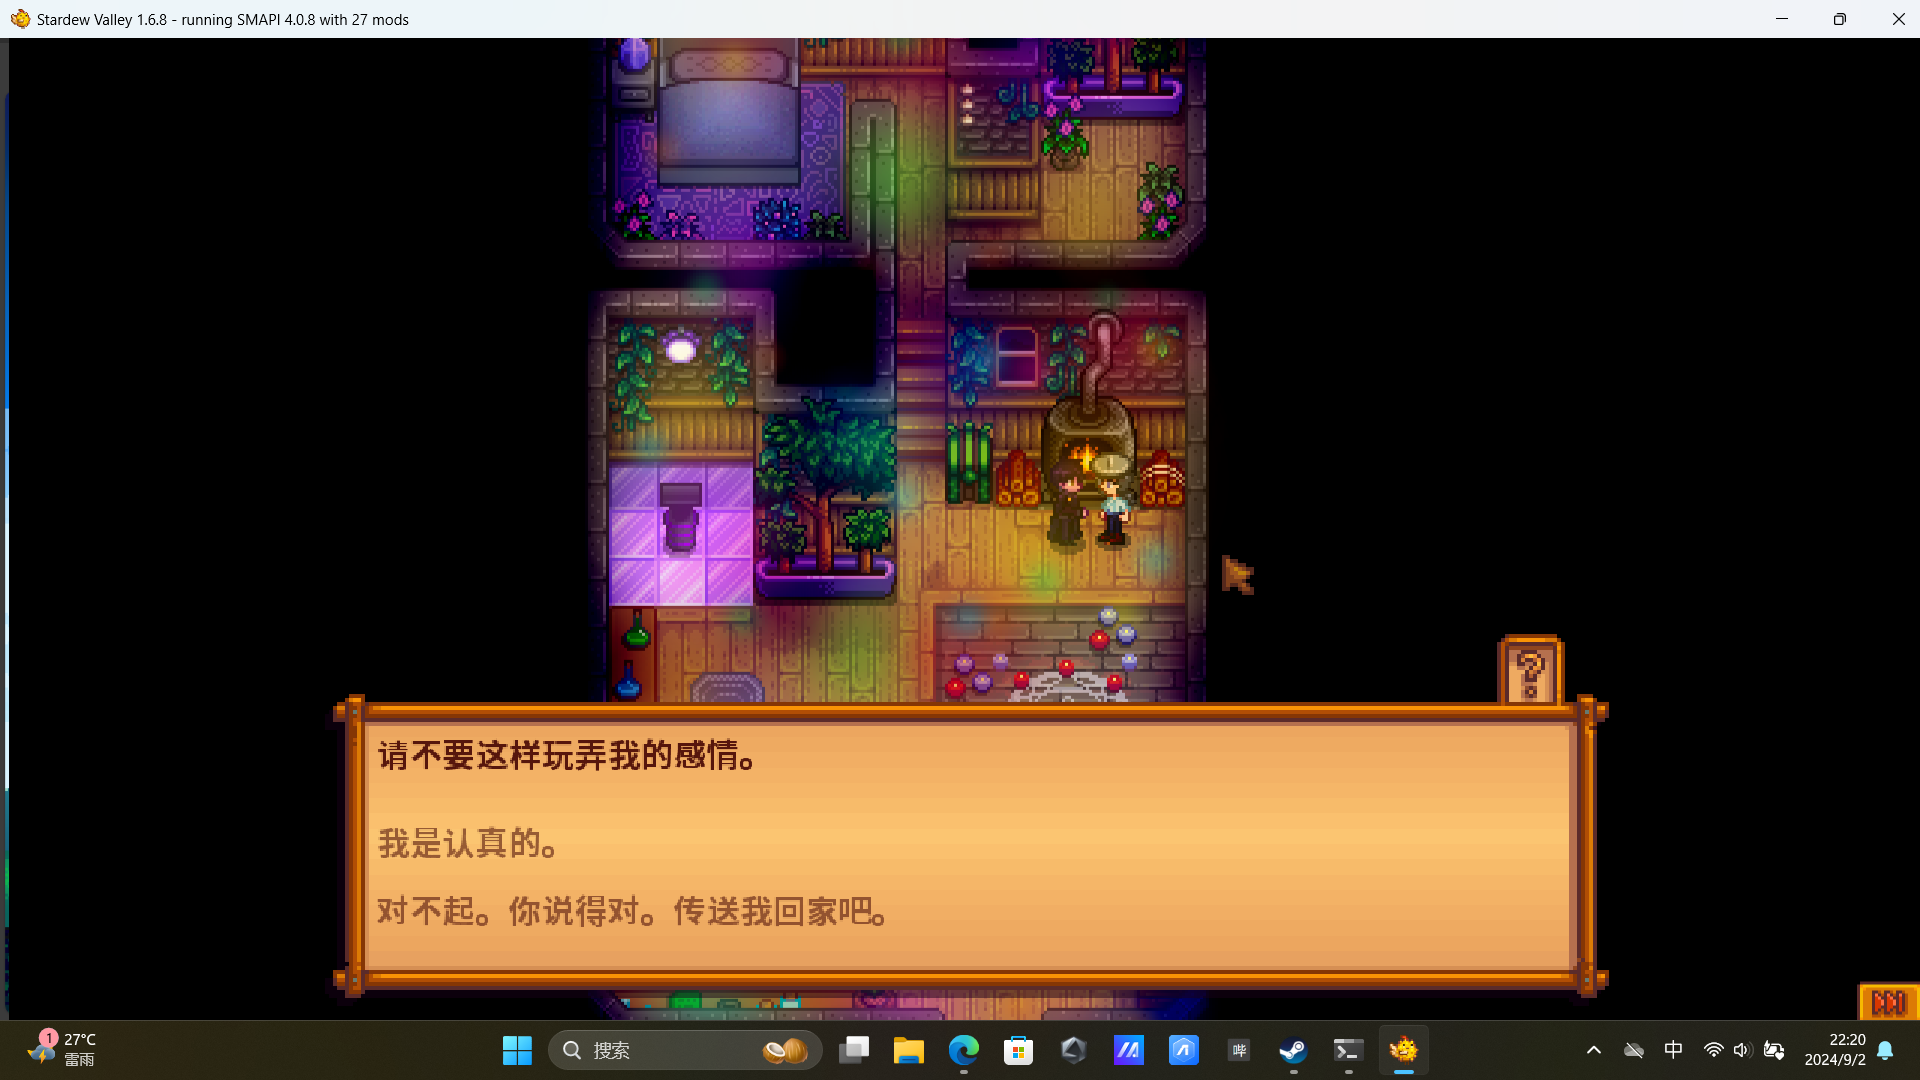 Stardew Valley 1.6.8 - running SMAPI 4.0.8 with 27 mods
请不要这样玩弄我的感情。
我是认真的。
对不起。你说得对。传送我回家吧。
1
27°C
雷雨
搜索
哔
中
22:20
2024/9/2